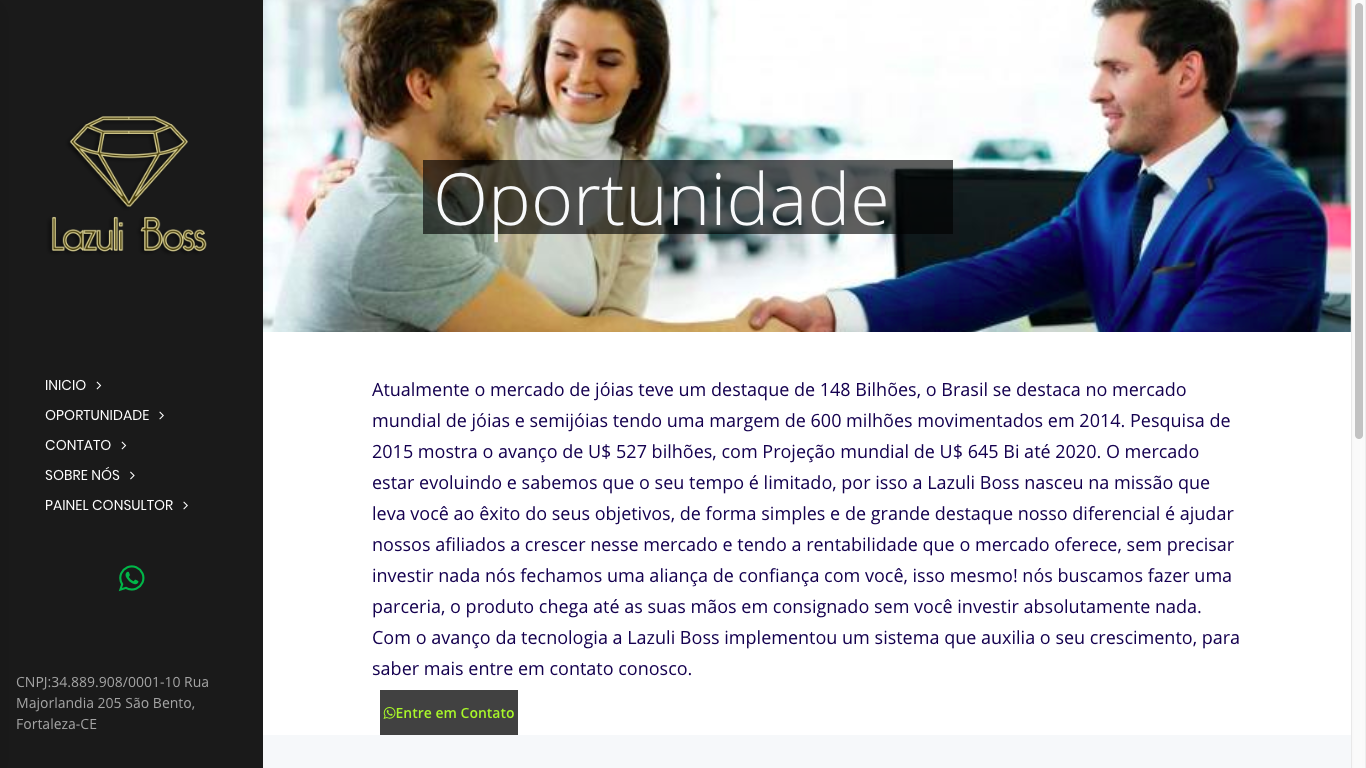 Lazuli Boss
INICIO
OPORTUNIDADE
CONTATO
SOBRE NÓS
PAINEL CONSULTOR
CNPJ:34.889.908/0001-10 Rua
Majorlandia 205 São Bento,
Fortaleza-CE
Oportunidade
Atualmente o mercado de jóias teve um destaque de 148 Bilhões, o Brasil se destaca no mercado
mundial de jóias e semijóias tendo uma margem de 600 milhões movimentados em 2014. Pesquisa de
2015 mostra o avanço de U$ 527 bilhões, com Projeção mundial de U$ 645 Bi até 2020. O mercado
estar evoluindo e sabemos que o seu tempo é limitado, por isso a Lazuli Boss nasceu na missão que
leva você ao êxito do seus objetivos, de forma simples e de grande destaque nosso diferencial é ajudar
nossos afiliados a crescer nesse mercado e tendo a rentabilidade que o mercado oferece, sem precisar
investir nada nós fechamos uma aliança de confiança com você, isso mesmo! nós buscamos fazer uma
parceria, o produto chega até as suas mãos em consignado sem você investir absolutamente nada.
Com o avanço da tecnologia a Lazuli Boss implementou um sistema que auxilia o seu crescimento, para
saber mais entre em contato conosco.
Entre em Contato